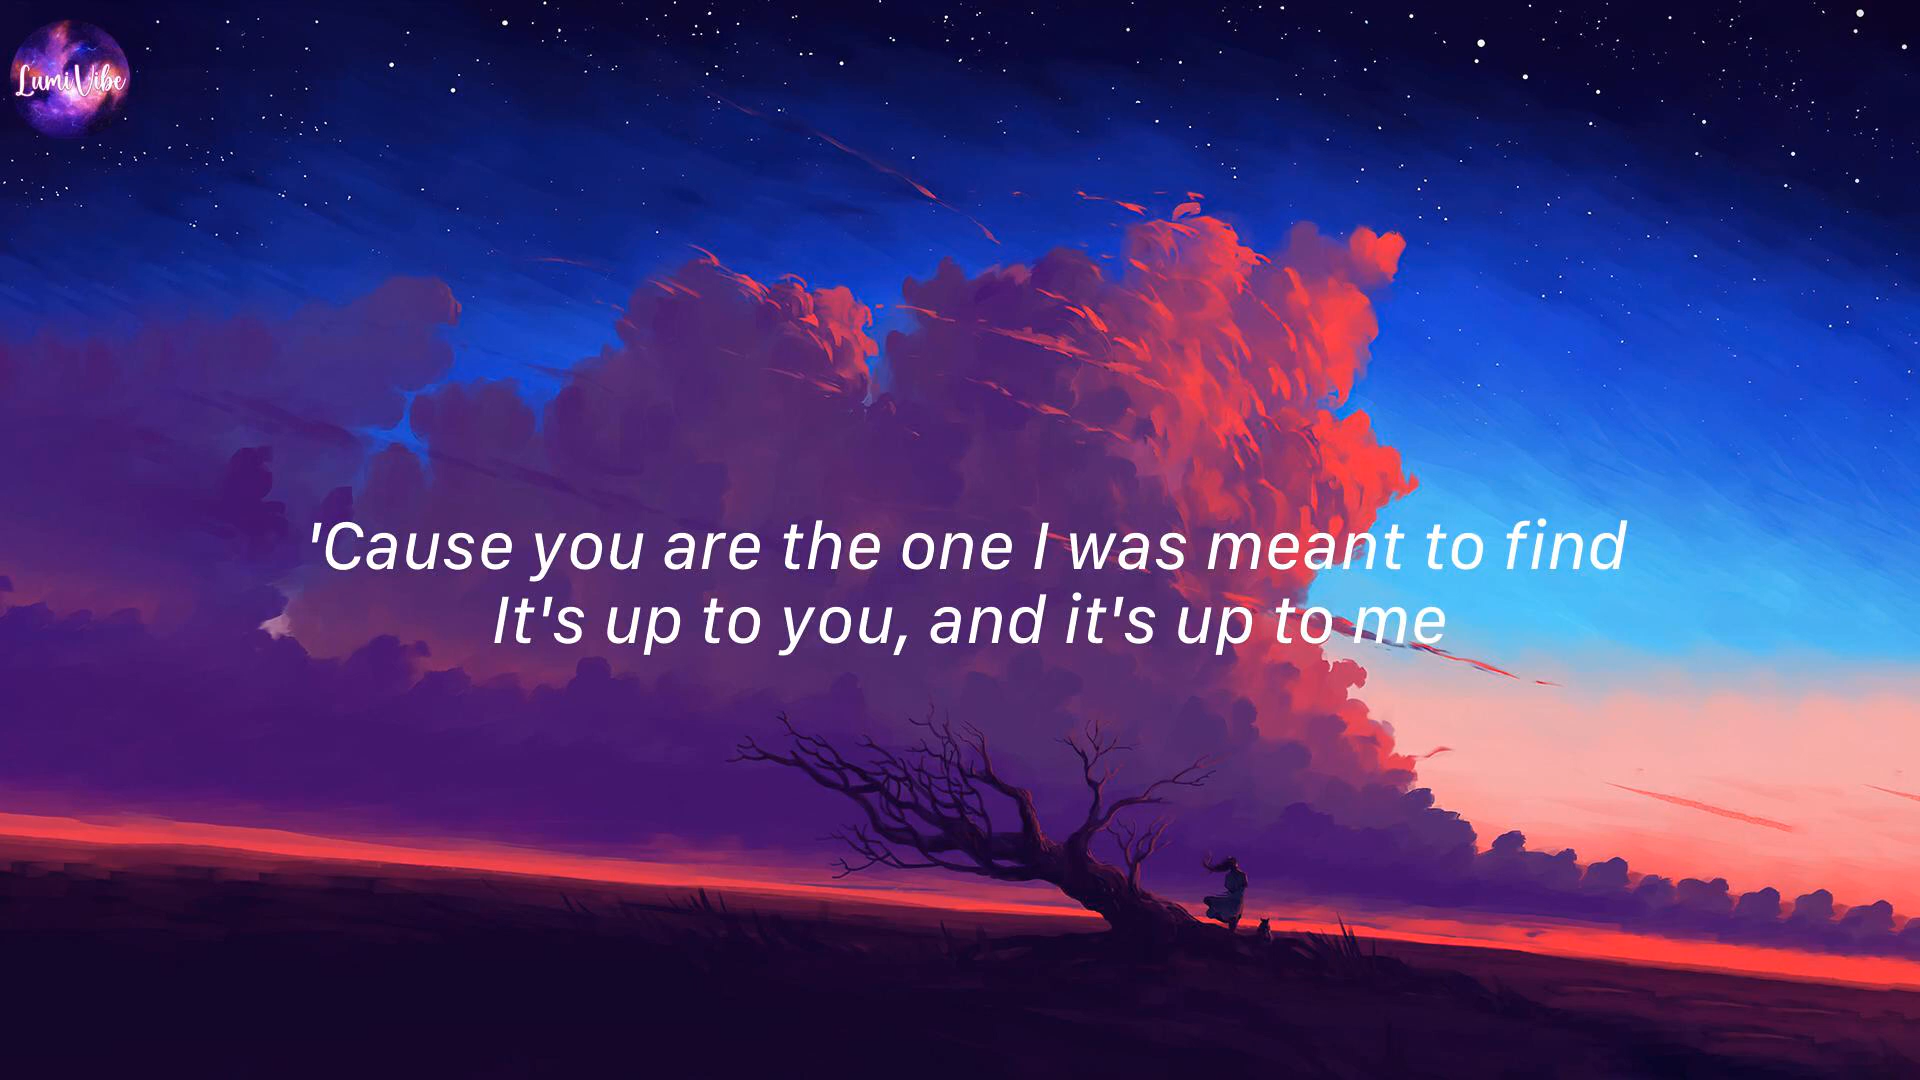 LumiVibe
'Cause you are the one I was meant to find
It's up to you, and it's up to me